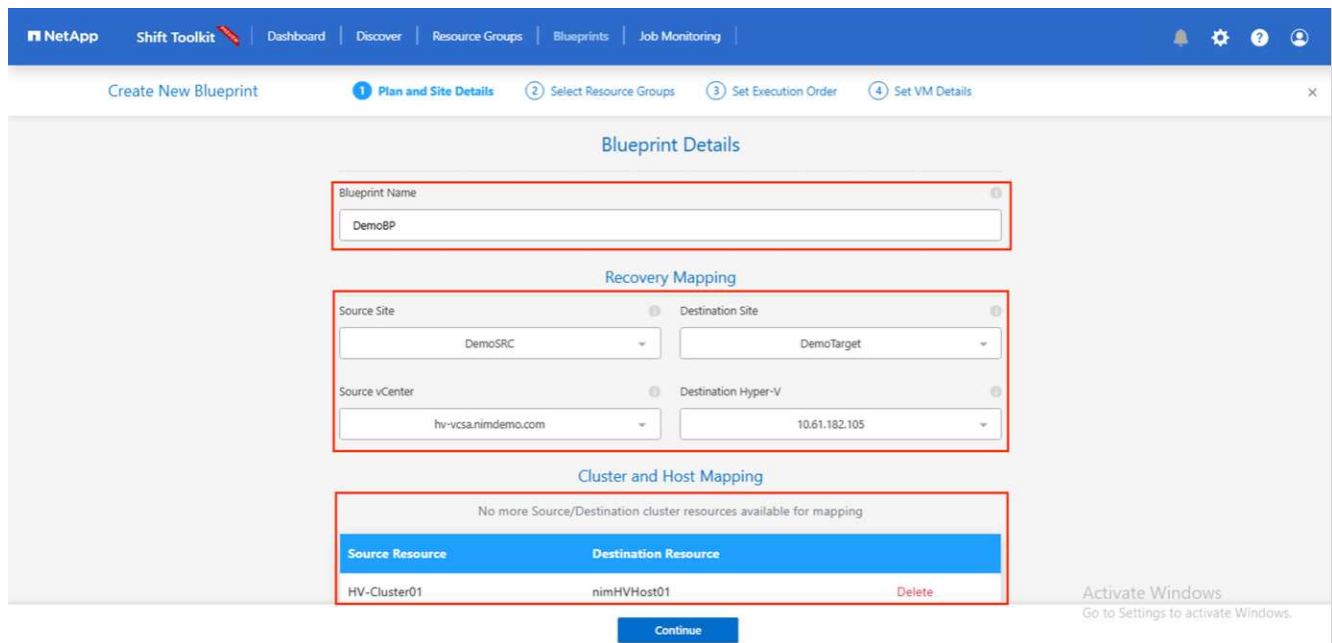 NetApp Shift Toolkit Dashboard Discover Resource Groups Blueprints Job Monitoring
Create New Blueprint 1 Plan and Site Details 2 Select Resource Groups 3 Set Execution Order 4 Set VM Details
Blueprint Details
Blueprint Name
DemoBP
Recovery Mapping
Source Site Destination Site
DemoSRC DemoTarget
Source vCenter Destination Hyper-V
hv-vcsa.nimdemo.com 10.61.182.105
Cluster and Host Mapping
No more Source/Destination cluster resources available for mapping
Source Resource Destination Resource
HV-Cluster01 nimHVHost01 Delete
Activate Windows
Go to Settings to activate Windows.
Continue